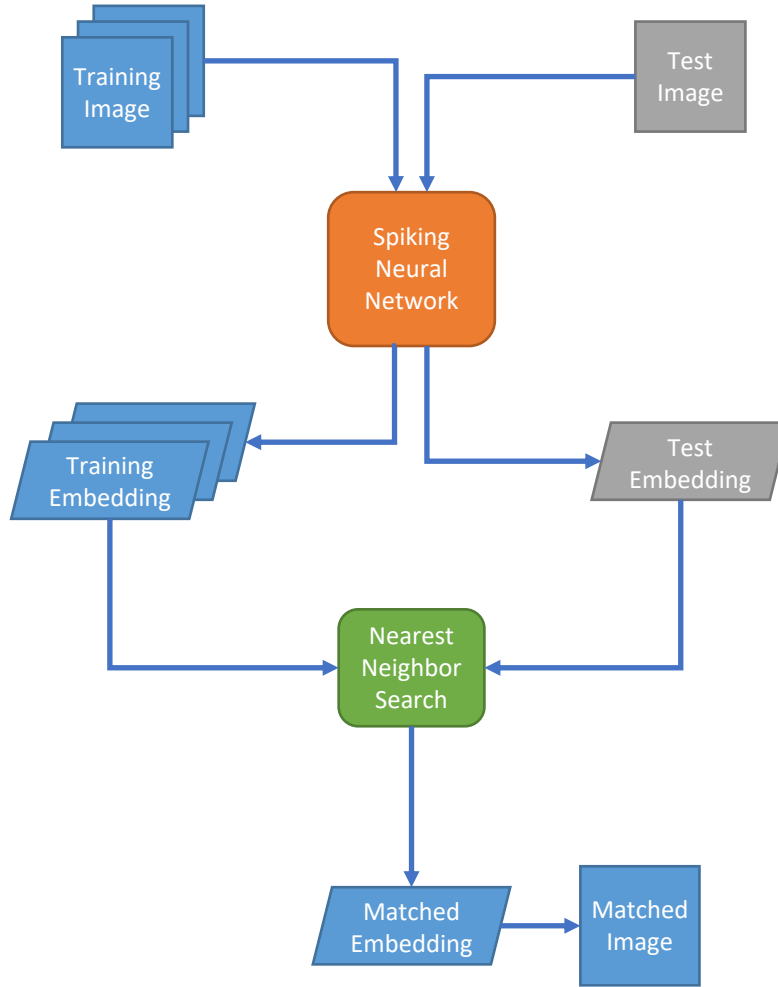 Training
Image
Test
Image
Spiking
Neural
Network
Training
Embedding
Test
Embedding
Nearest
Neighbor
Search
Matched
Embedding
Matched
Image